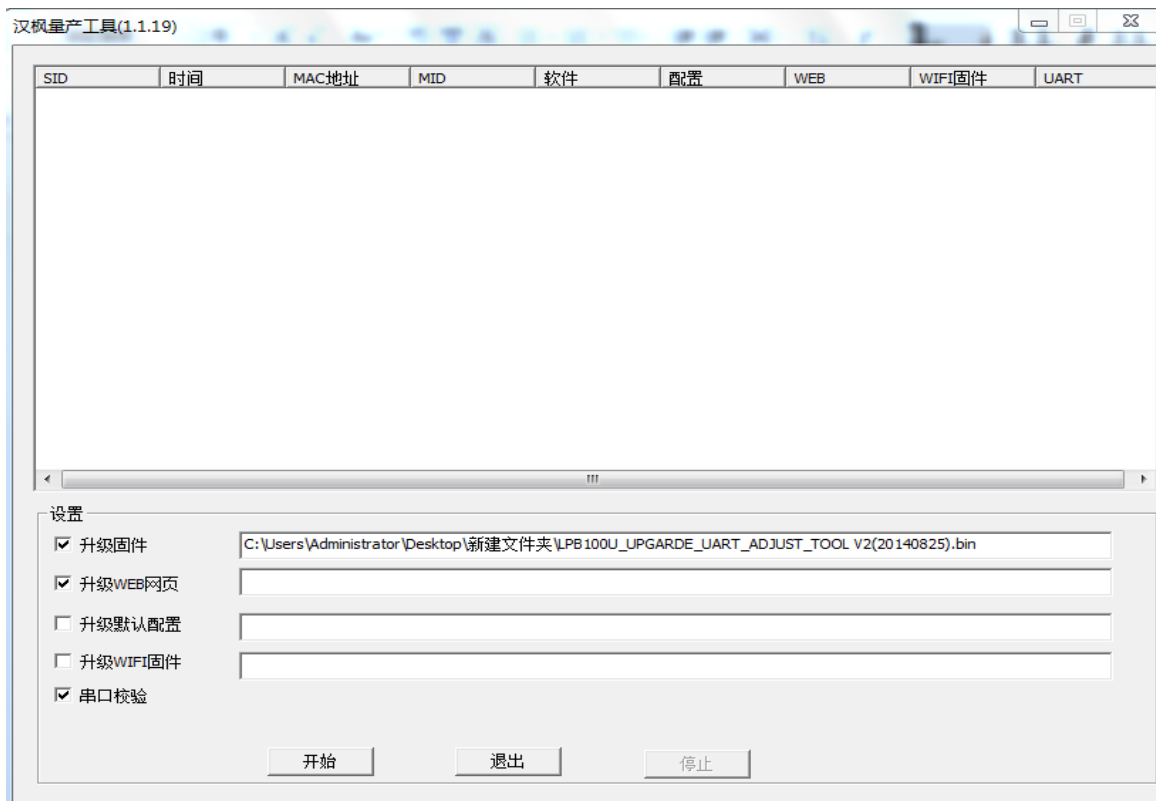 汉枫量产工具(1.1.19)
SID 时间 MAC地址 MID 软件 配置 WEB WIFI固件 UART
设置
升级固件 C:\Users\Administrator\Desktop\新建文件夹\LPB100U_UPGARDE_UART_ADJUST_TOOL V2(20140825).bin
升级WEB网页
升级默认配置
升级WIFI固件
串口校验
开始 退出 停止